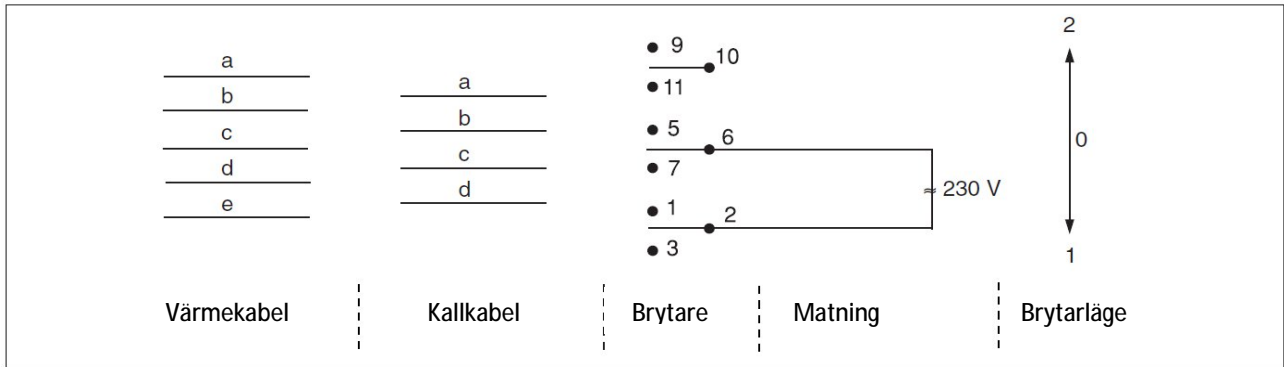 a
b
c
d
e
a
b
c
d
9
10
11
5
6
7
1
2
3
≈ 230 V
2
0
1
Värmekabel Kallkabel Brytare Matning Brytarläge